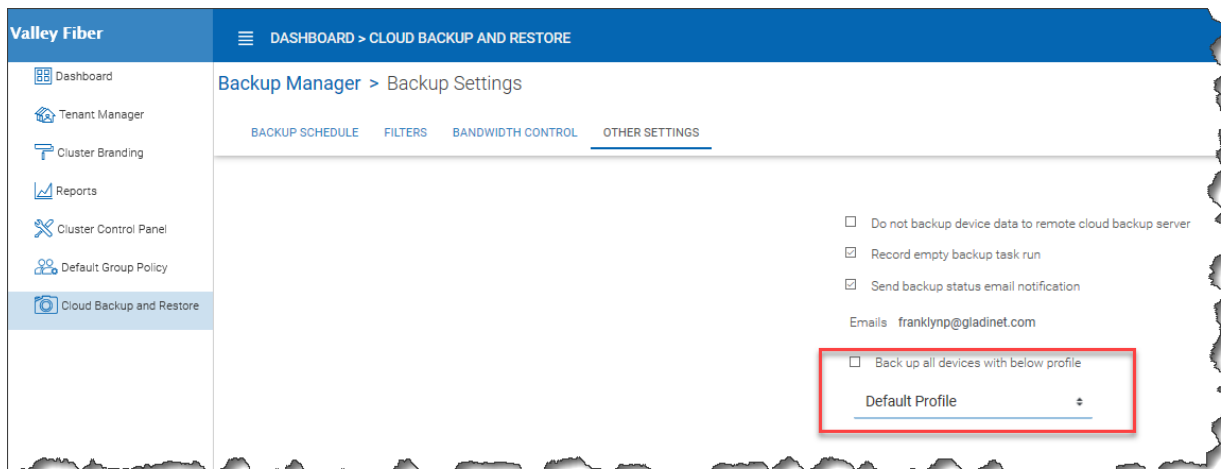 Valley Fiber
DASHBOARD > CLOUD BACKUP AND RESTORE
Dashboard
Tenant Manager
Cluster Branding
Reports
Cluster Control Panel
Default Group Policy
Cloud Backup and Restore
Backup Manager > Backup Settings
BACKUP SCHEDULE FILTERS BANDWIDTH CONTROL OTHER SETTINGS
Do not backup device data to remote cloud backup server
Record empty backup task run
Send backup status email notification
Emails franklynp@gladinet.com
Back up all devices with below profile
Default Profile